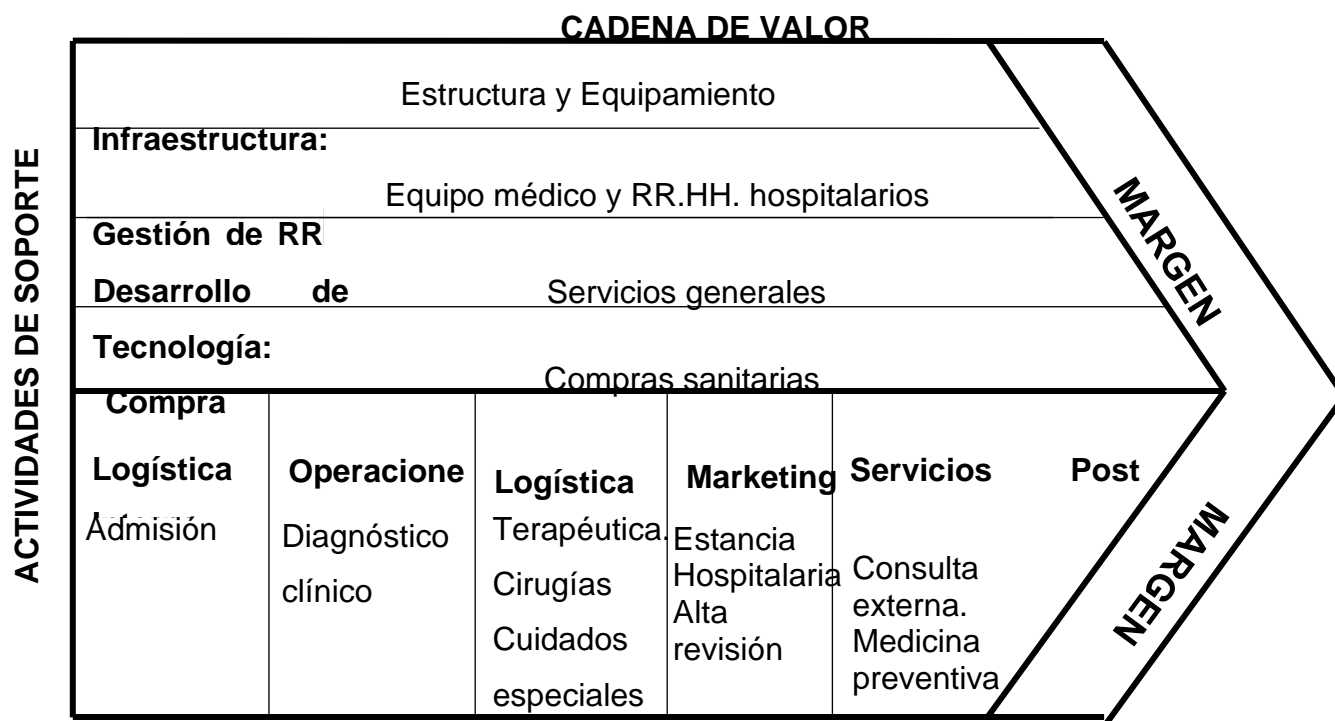 CADENA DE VALOR
ACTIVIDADES DE SOPORTE
Estructura y Equipamiento
Infraestructura:
Equipo médico y RR.HH. hospitalarios
Gestión de RR
Desarrollo de
Servicios generales
Tecnología:
Compras sanitarias
Compra
MARGEN
Logística
Admisión
Operacione
Diagnóstico
clínico
Logística
Terapéutica.
Cirugías
Cuidados
especiales
Marketing
Estancia
Hospitalaria
Alta
revisión
Servicios Post
Consulta
externa.
Medicina
preventiva
MARGEN